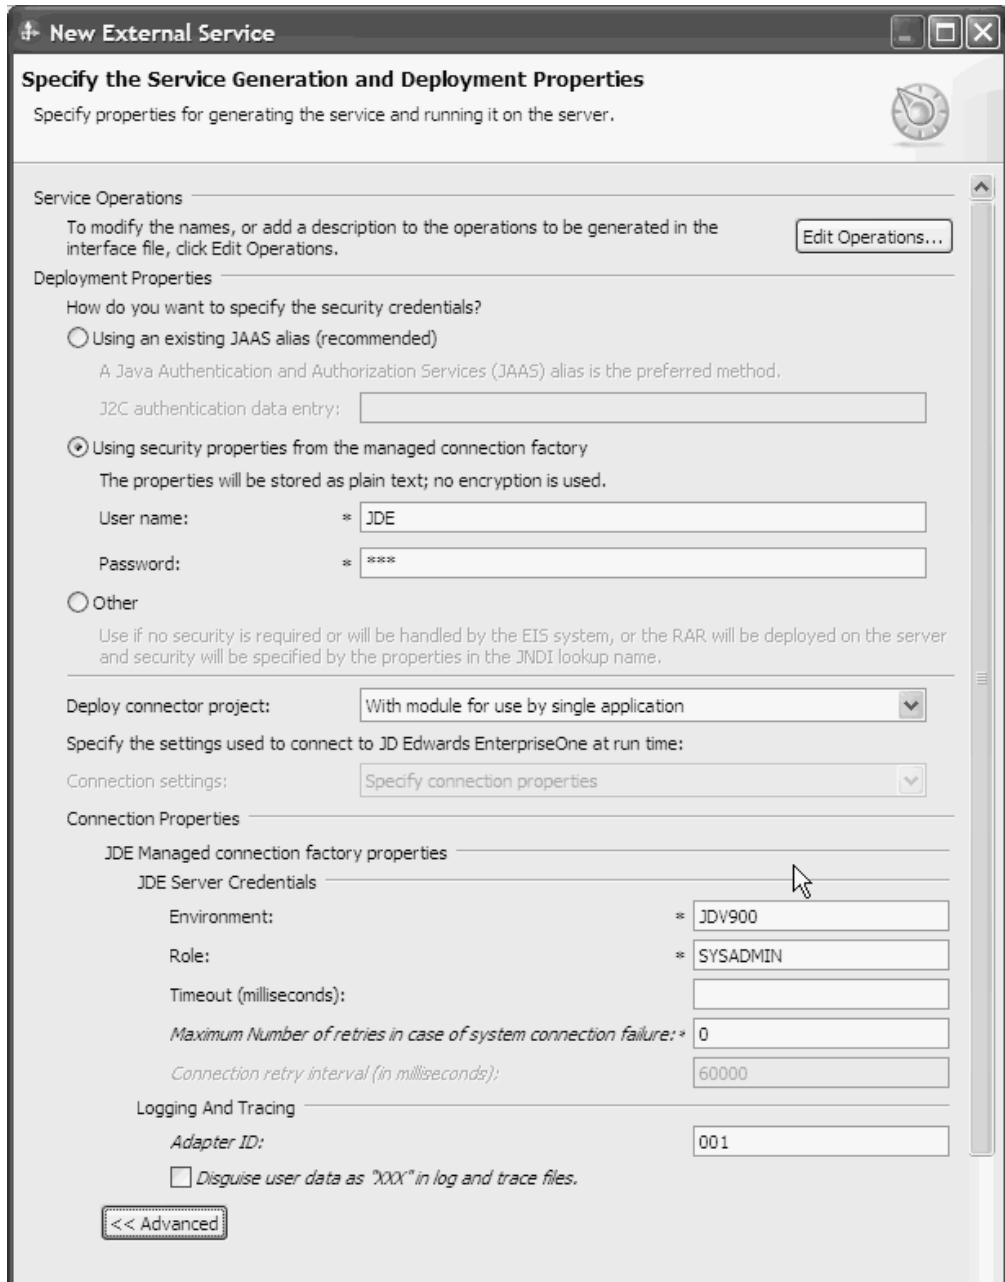 New External Service
Specify the Service Generation and Deployment Properties
Specify properties for generating the service and running it on the server.
Service Operations
To modify the names, or add a description to the operations to be generated in the
interface file, click Edit Operations.
Edit Operations...
Deployment Properties
How do you want to specify the security credentials?
Using an existing JAAS alias (recommended)
A Java Authentication and Authorization Services (JAAS) alias is the preferred method.
J2C authentication data entry:
Using security properties from the managed connection factory
The properties will be stored as plain text; no encryption is used.
User name: * JDE
Password: * ***
Other
Use if no security is required or will be handled by the EIS system, or the RAR will be deployed on the server
and security will be specified by the properties in the JNDI lookup name.
Deploy connector project: With module for use by single application
Specify the settings used to connect to JD Edwards EnterpriseOne at run time:
Connection settings: Specify connection properties
Connection Properties
JDE Managed connection factory properties
JDE Server Credentials
Environment: * JDV900
Role: * SYSADMIN
Timeout (milliseconds):
Maximum Number of retries in case of system connection failure: * 0
Connection retry interval (in milliseconds): 60000
Logging And Tracing
Adapter ID: 001
Disguise user data as "XXX" in log and trace files.
<< Advanced